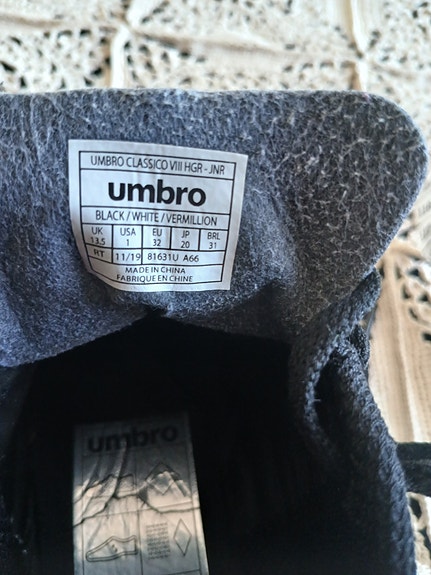 UMBRO CLASSICO VIII HGR - JNR
umbro
BLACK / WHITE / VERMILLION
UK USA EU JP BRL
13.5 1 32 20 31
RT 11/19 81631U A66
MADE IN CHINA
FABRIQUE EN CHINE
umbro